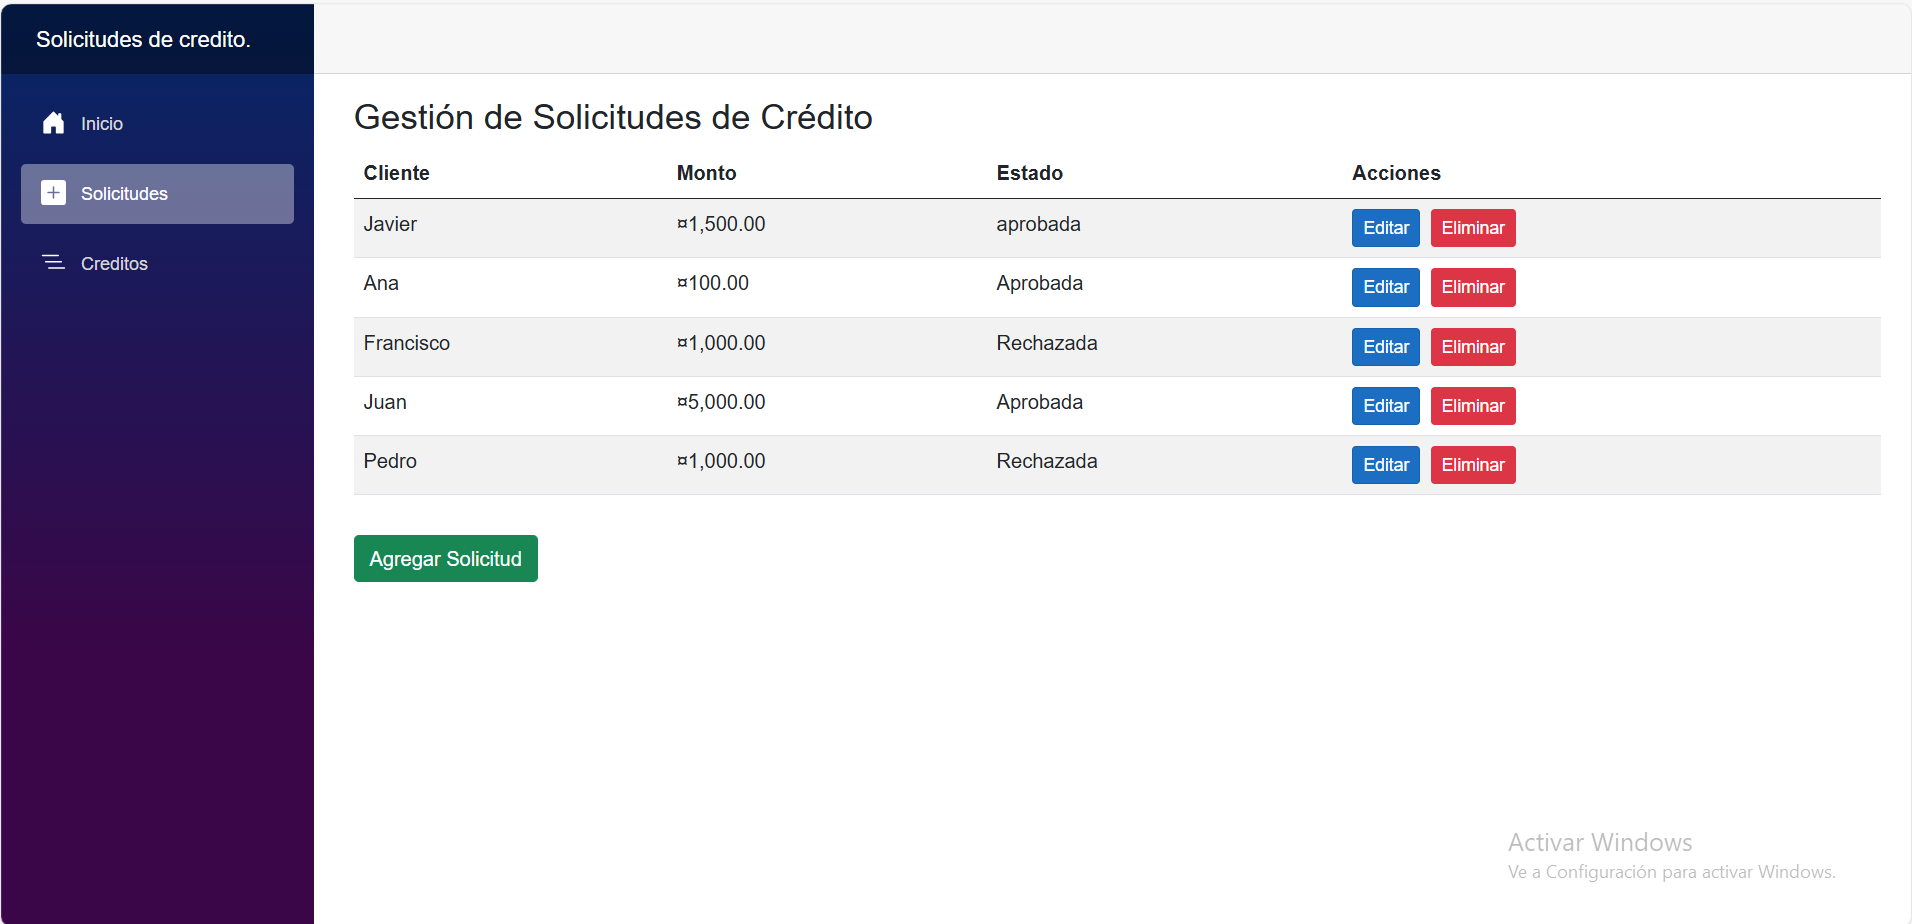 Solicitudes de credito.
Inicio
Solicitudes
Creditos
Gestión de Solicitudes de Crédito
Cliente Monto Estado Acciones
Javier ¤1,500.00 aprobada Editar Eliminar
Ana ¤100.00 Aprobada Editar Eliminar
Francisco ¤1,000.00 Rechazada Editar Eliminar
Juan ¤5,000.00 Aprobada Editar Eliminar
Pedro ¤1,000.00 Rechazada Editar Eliminar
Agregar Solicitud
Activar Windows
Ve a Configuración para activar Windows.